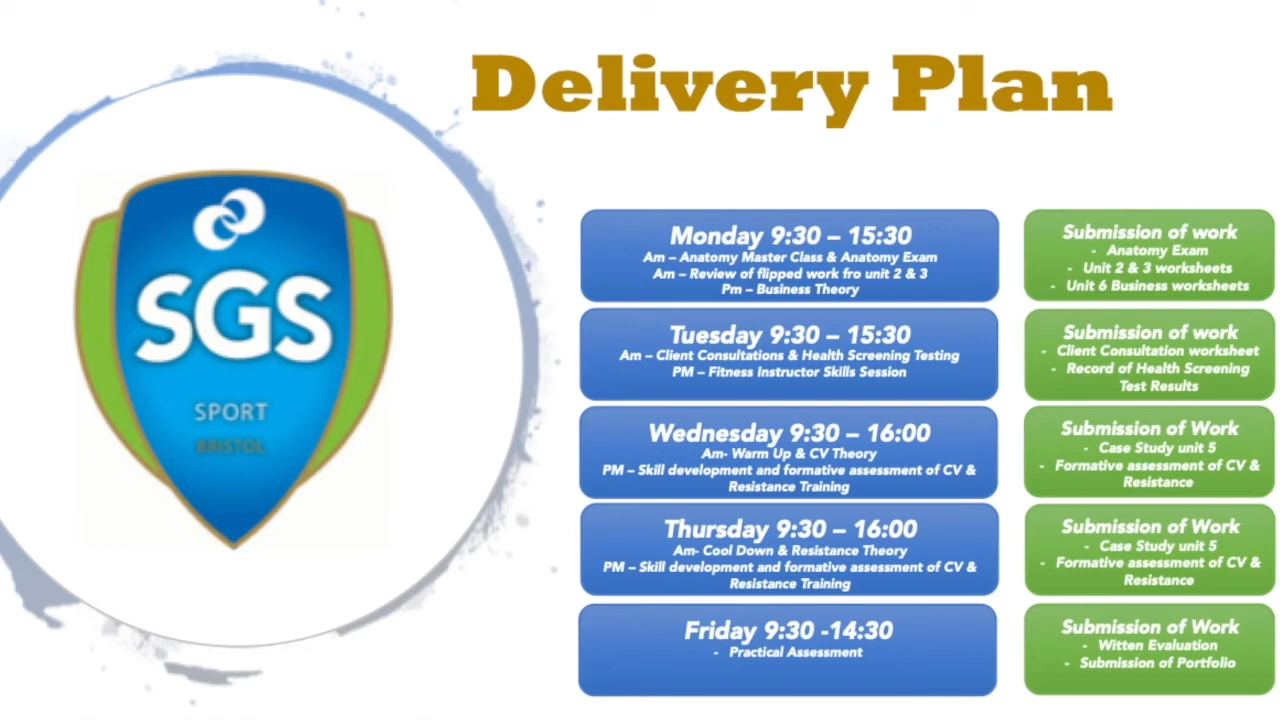 Delivery Plan
SGS
SPORT
BRISTOL
Monday 9:30 – 15:30
Am – Anatomy Master Class & Anatomy Exam
Am – Review of flipped work fro unit 2 & 3
Pm – Business Theory
Submission of work
- Anatomy Exam
- Unit 2 & 3 worksheets
- Unit 6 Business worksheets
Tuesday 9:30 – 15:30
Am – Client Consultations & Health Screening Testing
PM – Fitness Instructor Skills Session
Submission of work
- Client Consultation worksheet
- Record of Health Screening
Test Results
Wednesday 9:30 – 16:00
Am- Warm Up & CV Theory
PM – Skill development and formative assessment of CV &
Resistance Training
Submission of Work
- Case Study unit 5
- Formative assessment of CV &
Resistance
Thursday 9:30 – 16:00
Am- Cool Down & Resistance Theory
PM – Skill development and formative assessment of CV &
Resistance Training
Submission of Work
- Case Study unit 5
- Formative assessment of CV &
Resistance
Friday 9:30 -14:30
- Practical Assessment
Submission of Work
- Witten Evaluation
- Submission of Portfolio